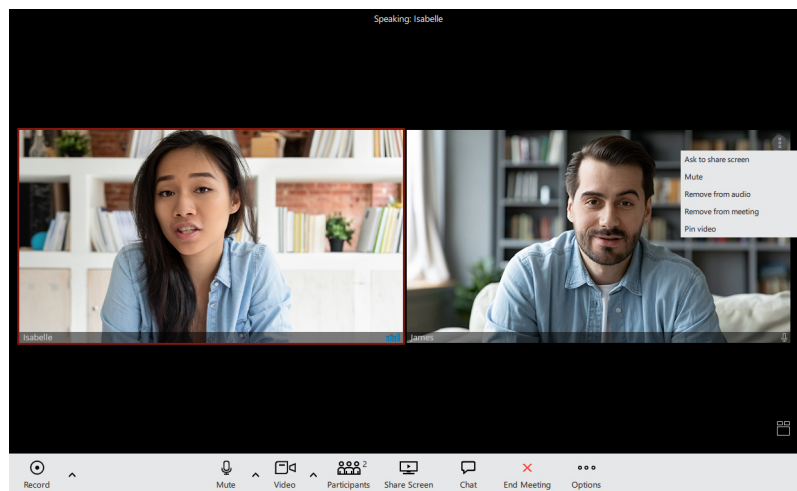 Speaking: Isabelle
Ask to share screen
Mute
Remove from audio
Remove from meeting
Pin video
Isabelle
James
Record
Mute
Video
Participants
2
Share Screen
Chat
End Meeting
Options